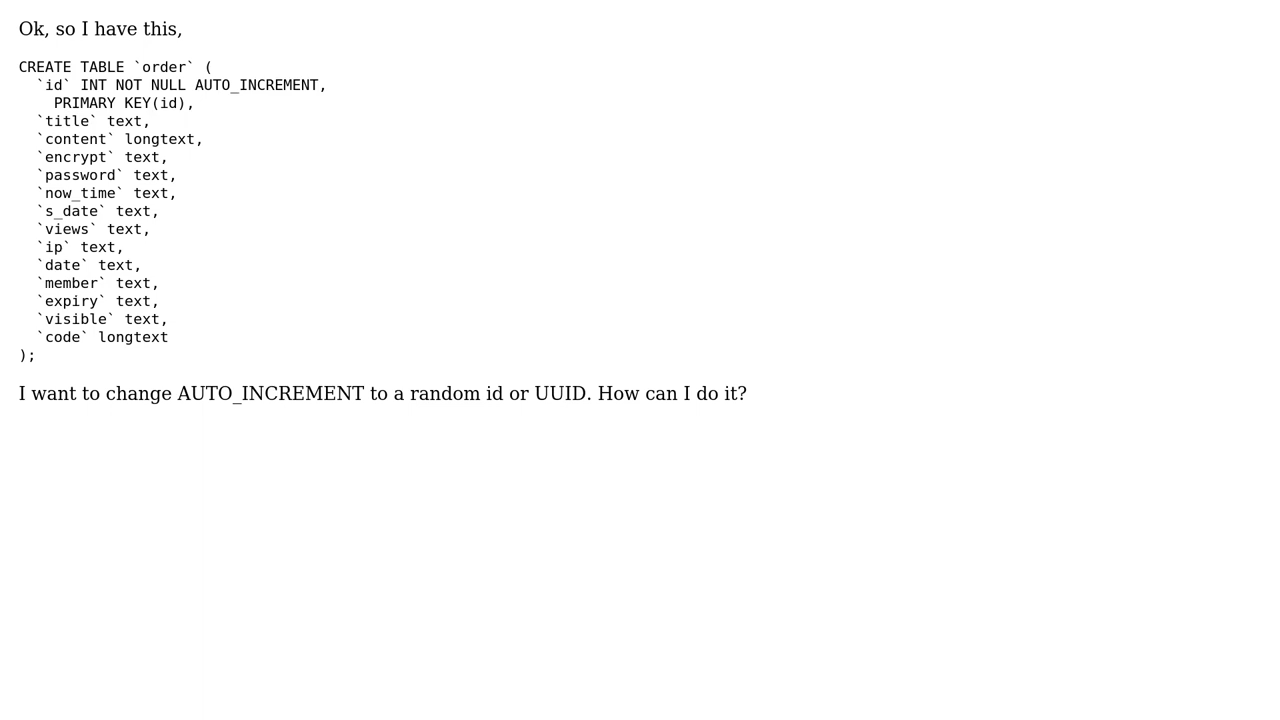 Ok, so I have this,
CREATE TABLE `order` (
  `id` INT NOT NULL AUTO_INCREMENT,
    PRIMARY KEY(id),
  `title` text,
  `content` longtext,
  `encrypt` text,
  `password` text,
  `now_time` text,
  `s_date` text,
  `views` text,
  `ip` text,
  `date` text,
  `member` text,
  `expiry` text,
  `visible` text,
  `code` longtext
);
I want to change AUTO_INCREMENT to a random id or UUID. How can I do it?